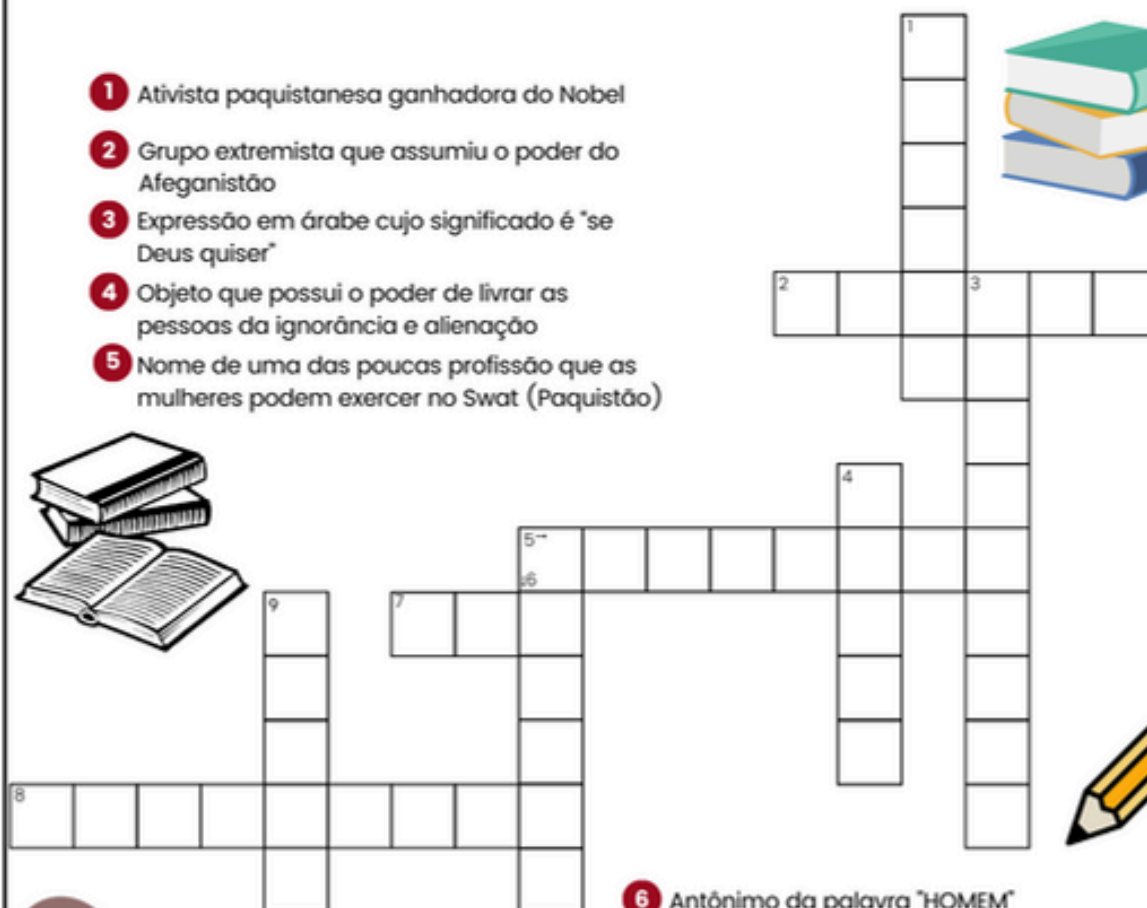 1
1 Ativista paquistanesa ganhadora do Nobel
2 Grupo extremista que assumiu o poder do
Afeganistão
3 Expressão em árabe cujo significado é "se
Deus quiser"
2 3
4 Objeto que possui o poder de livrar as
pessoas da ignorância e alienação
5 Nome de uma das poucas profissão que as
mulheres podem exercer no Swat (Paquistão)
4
5→
↓6
9 7
8
6 Antônimo da palavra "HOMEM"